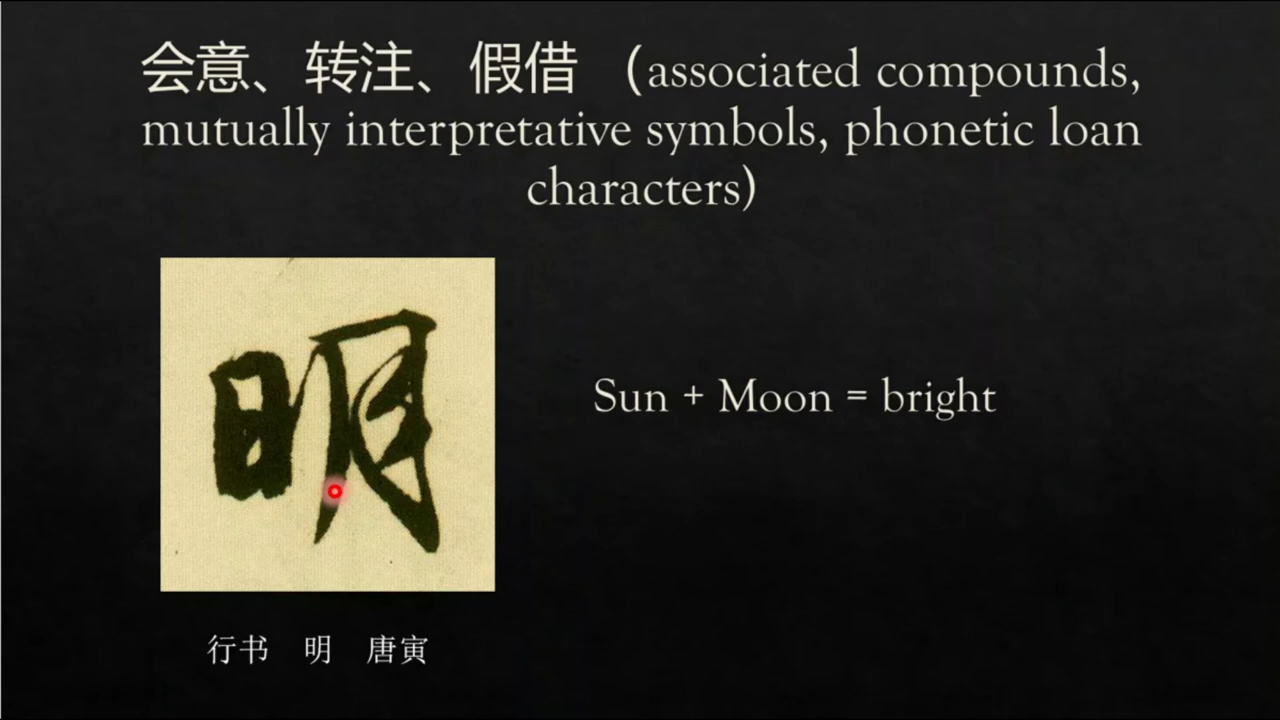 会意、转注、假借 （associated compounds,
mutually interpretative symbols, phonetic loan
characters)
明
Sun + Moon = bright
行书 明 唐寅